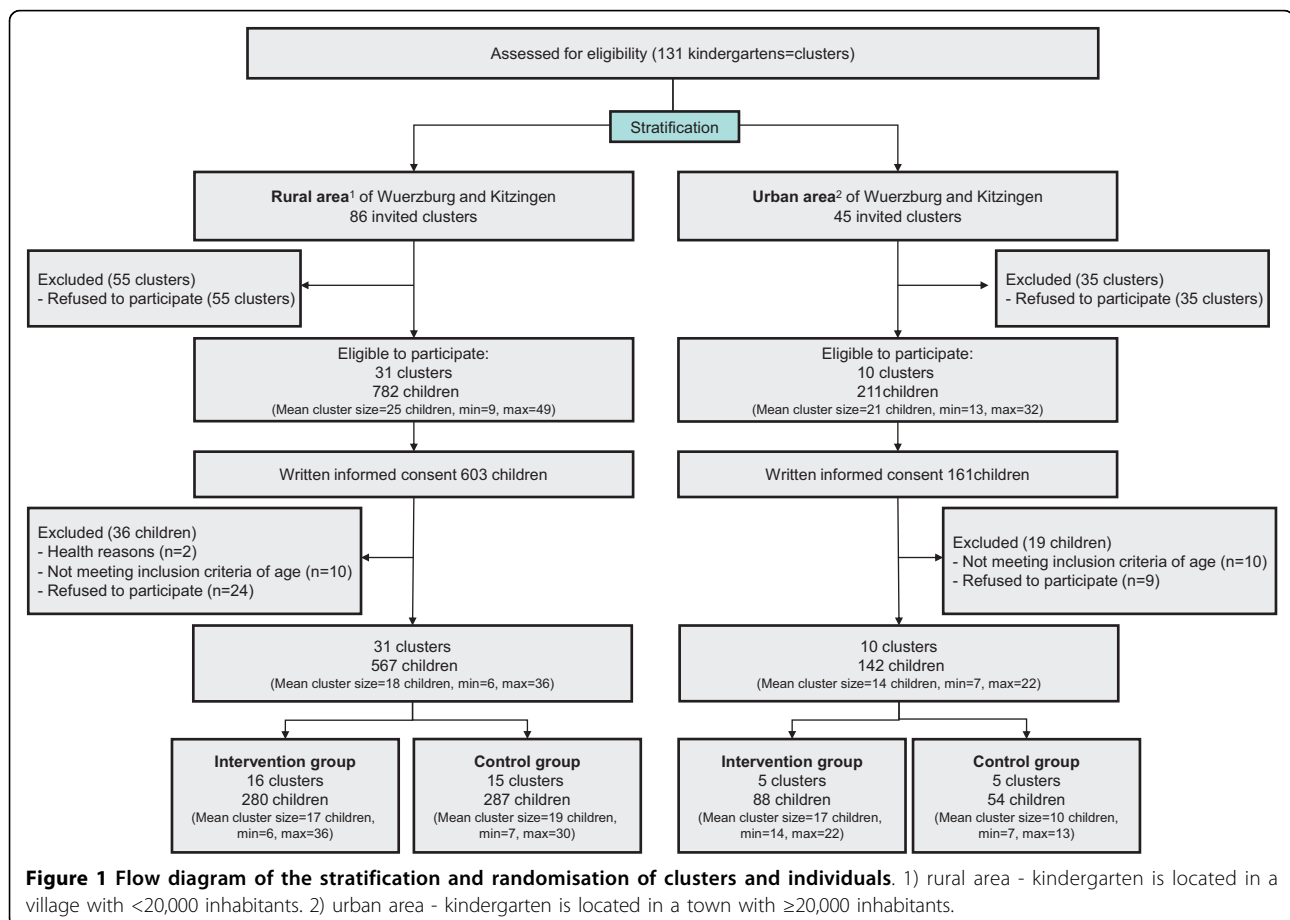 Assessed for eligibility (131 kindergartens=clusters)
Stratification
Rural area¹ of Wuerzburg and Kitzingen
86 invited clusters
Urban area² of Wuerzburg and Kitzingen
45 invited clusters
Excluded (55 clusters)
- Refused to participate (55 clusters)
Excluded (35 clusters)
- Refused to participate (35 clusters)
Eligible to participate:
31 clusters
782 children
(Mean cluster size=25 children, min=9, max=49)
Eligible to participate:
10 clusters
211children
(Mean cluster size=21 children, min=13, max=32)
Written informed consent 603 children
Written informed consent 161children
Excluded (36 children)
- Health reasons (n=2)
- Not meeting inclusion criteria of age (n=10)
- Refused to participate (n=24)
Excluded (19 children)
- Not meeting inclusion criteria of age (n=10)
- Refused to participate (n=9)
31 clusters
567 children
(Mean cluster size=18 children, min=6, max=36)
10 clusters
142 children
(Mean cluster size=14 children, min=7, max=22)
Intervention group
16 clusters
280 children
(Mean cluster size=17 children,
min=6, max=36)
Control group
15 clusters
287 children
(Mean cluster size=19 children,
min=7, max=30)
Intervention group
5 clusters
88 children
(Mean cluster size=17 children,
min=14, max=22)
Control group
5 clusters
54 children
(Mean cluster size=10 children,
min=7, max=13)
Figure 1 Flow diagram of the stratification and randomisation of clusters and individuals. 1) rural area - kindergarten is located in a
village with <20,000 inhabitants. 2) urban area - kindergarten is located in a town with ≥20,000 inhabitants.